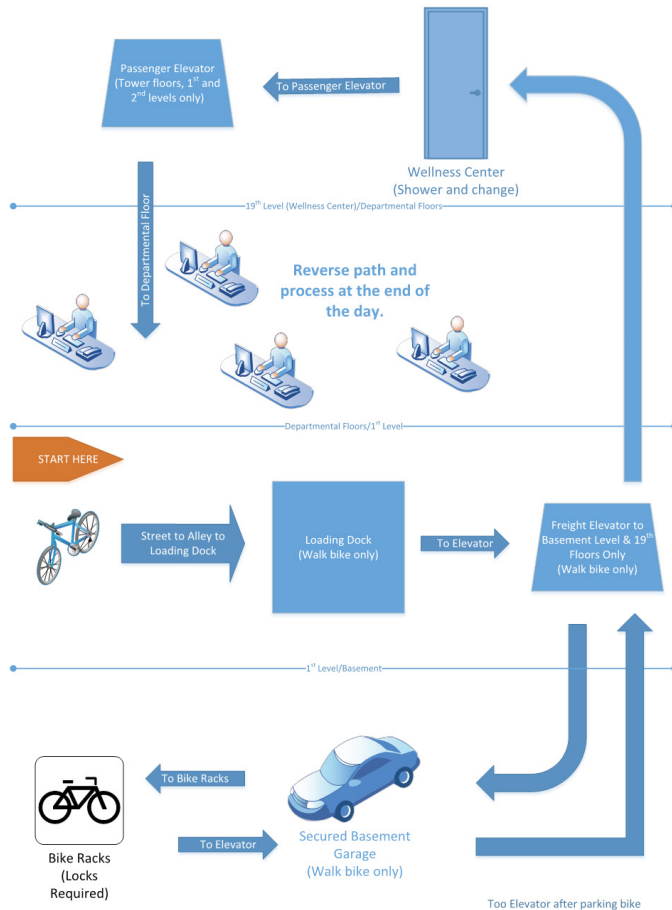 Passenger Elevator
(Tower floors, 1st and
2nd levels only)
To Passenger Elevator
Wellness Center
(Shower and change)
19th Level (Wellness Center)/Departmental Floors
To Departmental Floor
Reverse path and
process at the end of
the day.
Departmental Floors/1st Level
START HERE
Street to Alley to
Loading Dock
Loading Dock
(Walk bike only)
To Elevator
Freight Elevator to
Basement Level & 19th
Floors Only
(Walk bike only)
1st Level/Basement
To Bike Racks
To Elevator
Bike Racks
(Locks
Required)
Secured Basement
Garage
(Walk bike only)
Too Elevator after parking bike